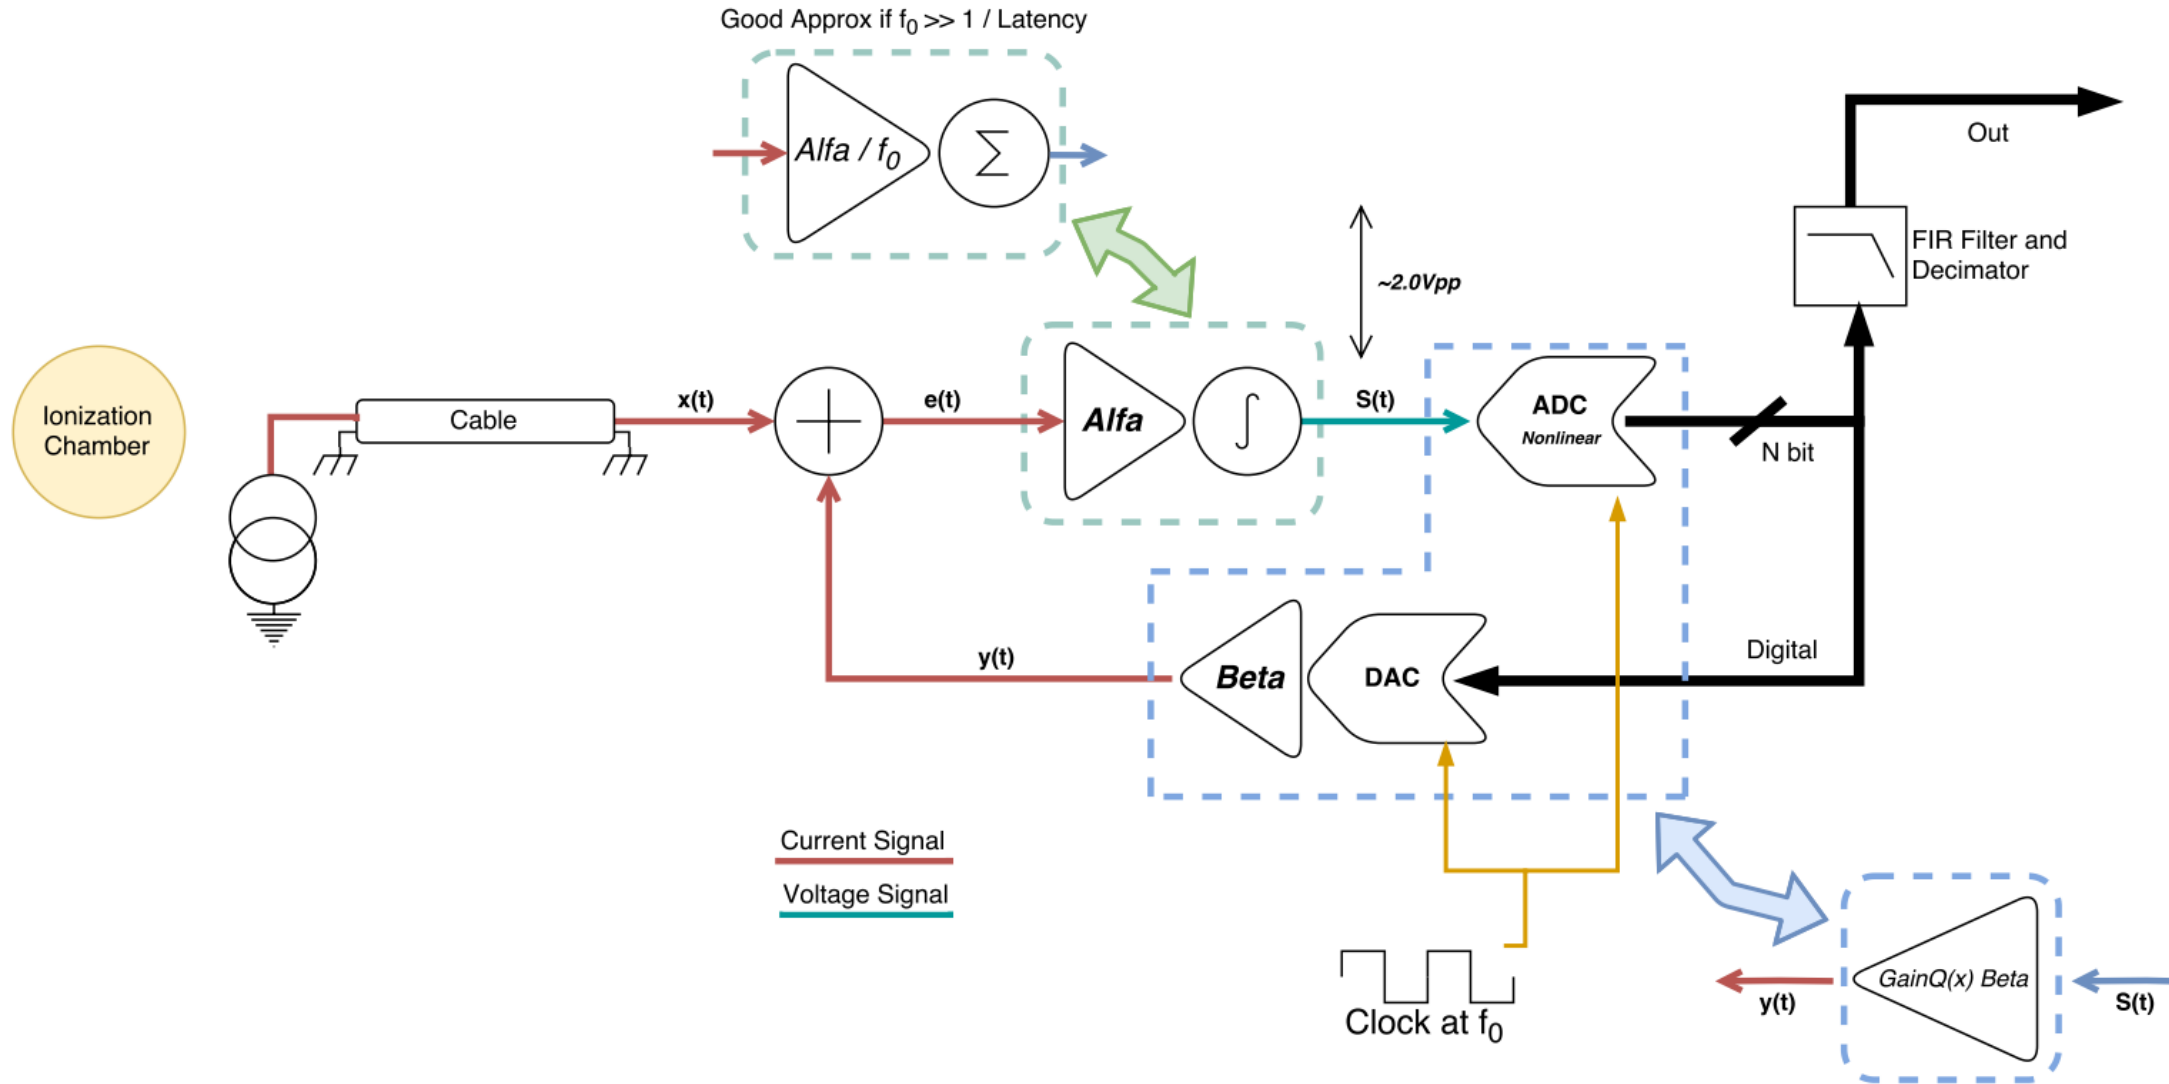 Good Approx if f₀ >> 1 / Latency
Alfa / f₀
∑
Out
FIR Filter and
Decimator
~2.0Vpp
Ionization
Chamber
Cable
x(t)
+
e(t)
Alfa
∫
S(t)
ADC
Nonlinear
N bit
y(t)
Beta
DAC
Digital
Current Signal
Voltage Signal
Clock at f₀
GainQ(x) Beta
y(t)
S(t)